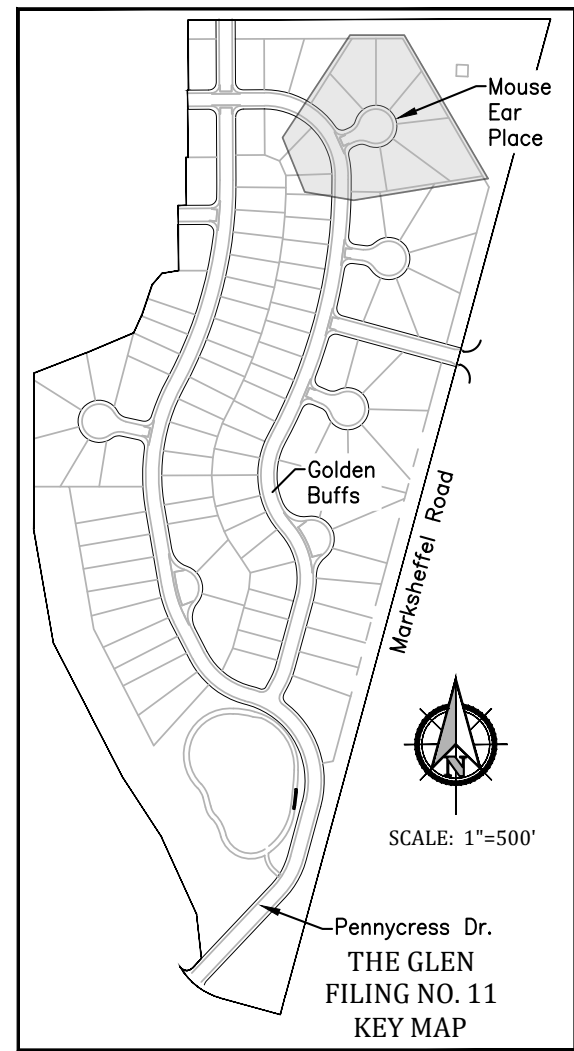 Mouse
Ear
Place
Golden
Buffs
Marksheffel Road
N
SCALE: 1"=500'
Pennycress Dr.
THE GLEN
FILING NO. 11
KEY MAP